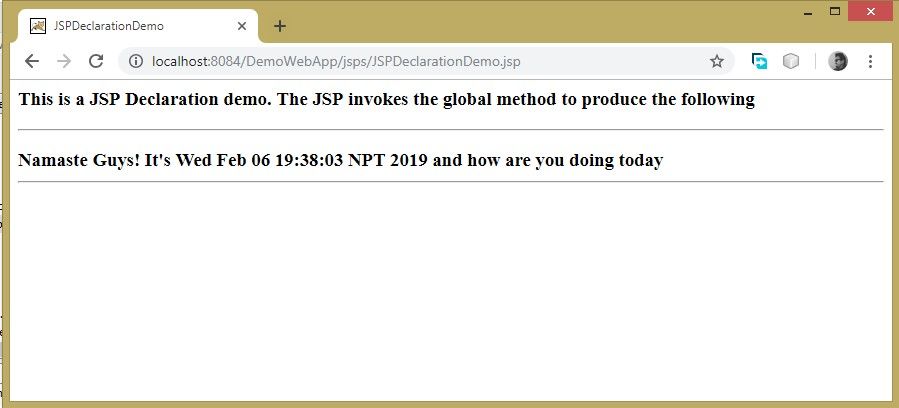 JSPDeclarationDemo
localhost:8084/DemoWebApp/jsps/JSPDeclarationDemo.jsp
This is a JSP Declaration demo. The JSP invokes the global method to produce the following
Namaste Guys! It's Wed Feb 06 19:38:03 NPT 2019 and how are you doing today